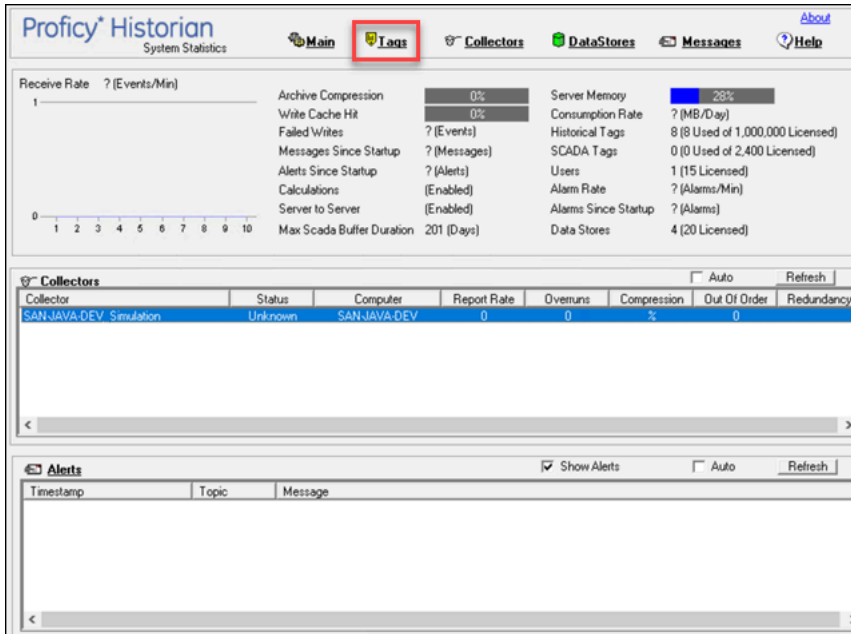 About
Proficy* Historian
System Statistics
Main Tags Collectors DataStores Messages Help
Receive Rate ? (Events/Min)
1
0
1 2 3 4 5 6 7 8 9 10
Archive Compression 0%
Write Cache Hit 0%
Failed Writes ? (Events)
Messages Since Startup ? (Messages)
Alerts Since Startup ? (Alerts)
Calculations (Enabled)
Server to Server (Enabled)
Max Scada Buffer Duration 201 (Days)
Server Memory 28%
Consumption Rate ? (MB/Day)
Historical Tags 8 (8 Used of 1,000,000 Licensed)
SCADA Tags 0 (0 Used of 2,400 Licensed)
Users 1 (15 Licensed)
Alarm Rate ? (Alarms/Min)
Alarms Since Startup ? (Alarms)
Data Stores 4 (20 Licensed)
Collectors Auto Refresh
Collector Status Computer Report Rate Overruns Compression Out Of Order Redundancy
SAN-JAVA-DEV_Simulation Unknown SAN-JAVA-DEV 0 0 % 0
Alerts Show Alerts Auto Refresh
Timestamp Topic Message